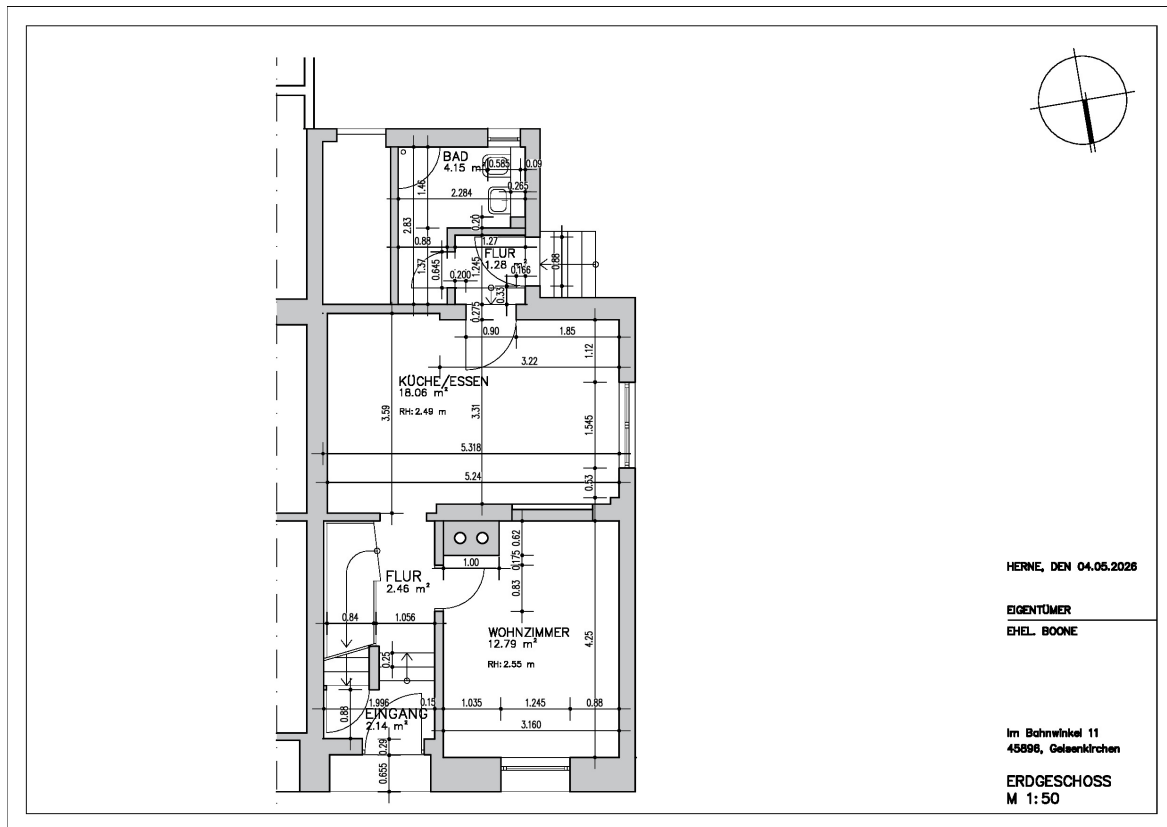 BAD
4.15 m²
0.585
0.09
1.46
0.265
2.284
2.83
0.20
0.88
1.27
FLUR
1.28 m²
0.88
1.37
0.645
1.245
0.166
0.200
0.33
0.275
0.90
1.85
1.12
3.22
KÜCHE/ESSEN
18.06 m²
RH: 2.49 m
3.59
3.31
1.545
5.318
5.24
0.53
0.62
0.175
1.00
0.83
FLUR
2.46 m²
0.84
1.056
WOHNZIMMER
12.79 m²
RH: 2.55 m
4.25
0.25
1.996
0.15
1.035
1.245
0.88
EINGANG
2.14 m²
0.88
3.160
0.29
0.655
HERNE, DEN 04.05.2026
EIGENTÜMER
EHEL. BOONE
Im Bahnwinkel 11
45896, Gelsenkirchen
ERDGESCHOSS
M 1:50